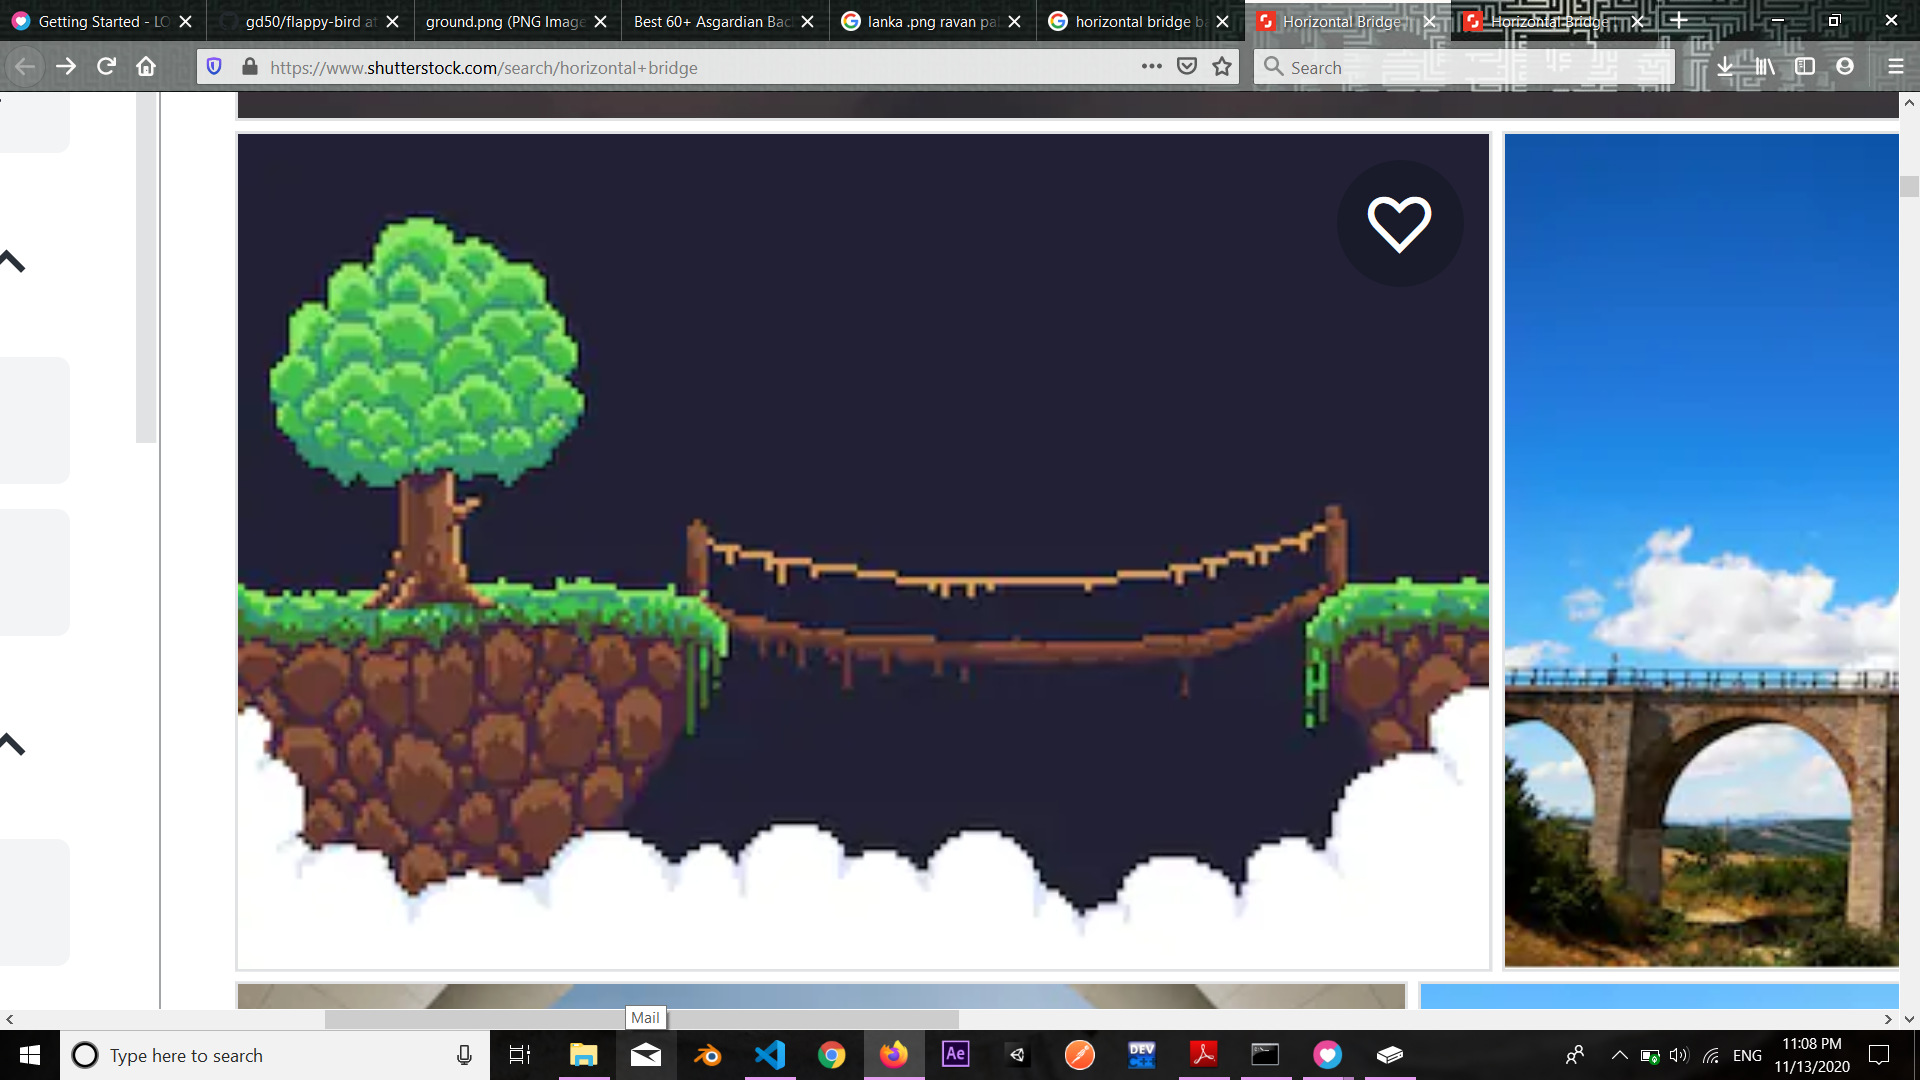 Getting Started - LO
gd50/flappy-bird at
ground.png (PNG Image
Best 60+ Asgardian Bac
lanka .png ravan pa
horizontal bridge ba
Horizontal Bridge
Horizontal Bridge
https://www.shutterstock.com/search/horizontal+bridge
Search
Mail
Type here to search
Ae
DEV
C++
ENG
11:08 PM
11/13/2020